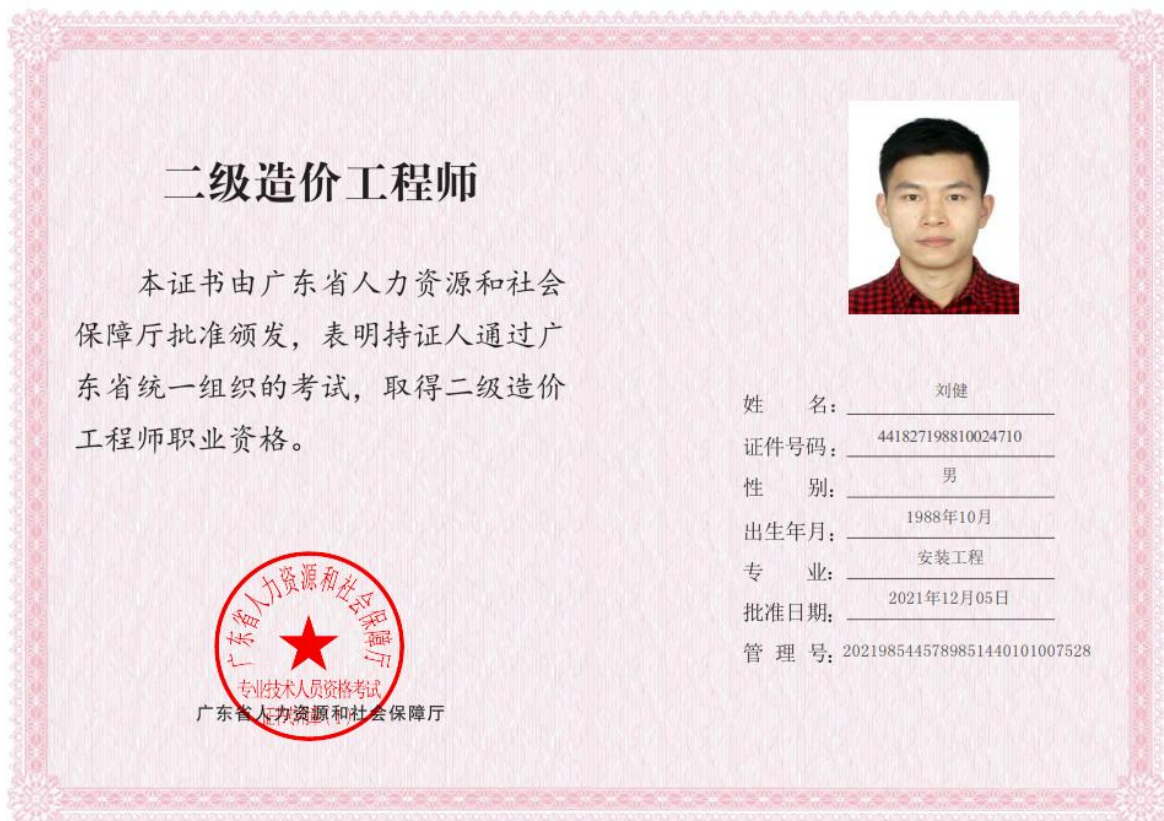 二级造价工程师
本证书由广东省人力资源和社会
保障厅批准颁发，表明持证人通过广
东省统一组织的考试，取得二级造价
工程师职业资格。
广东省人力资源和社会保障厅
专业技术人员资格考试
广东省人力资源和社会保障厅
姓 名：刘健
证件号码：441827198810024710
性 别：男
出生年月：1988年10月
专 业：安装工程
批准日期：2021年12月05日
管 理 号：2021985445789851440101007528